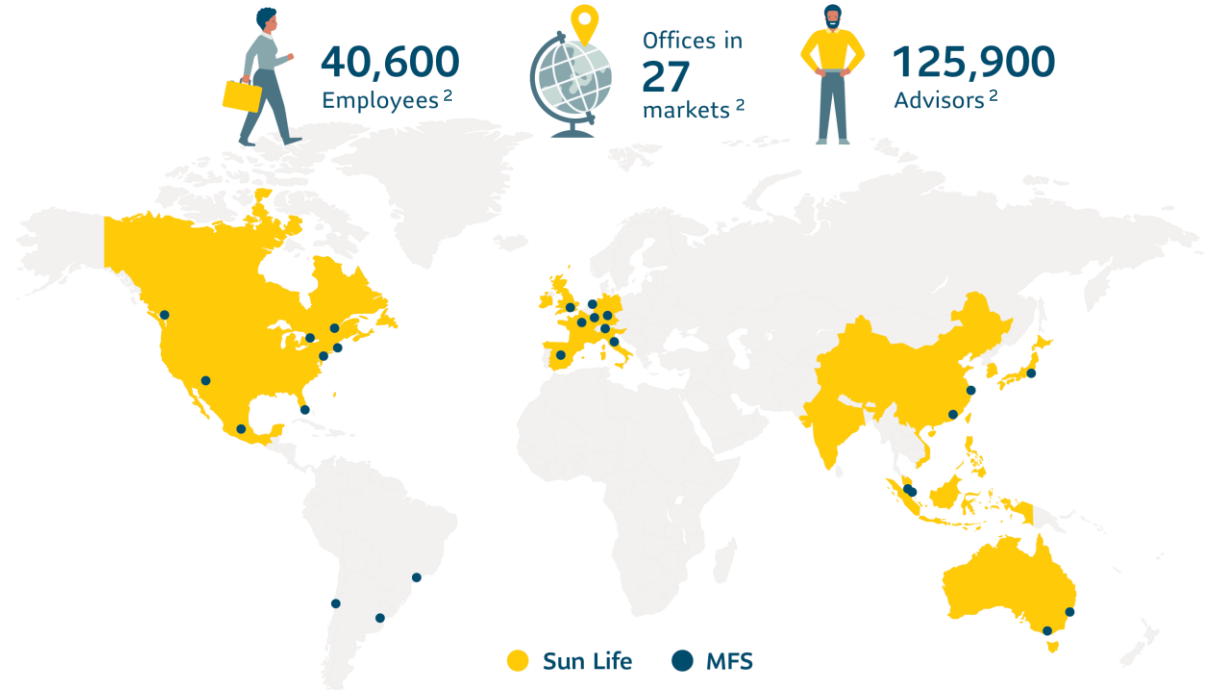 40,600
Employees 2
Offices in
27
markets 2
125,900
Advisors 2
Sun Life
MFS